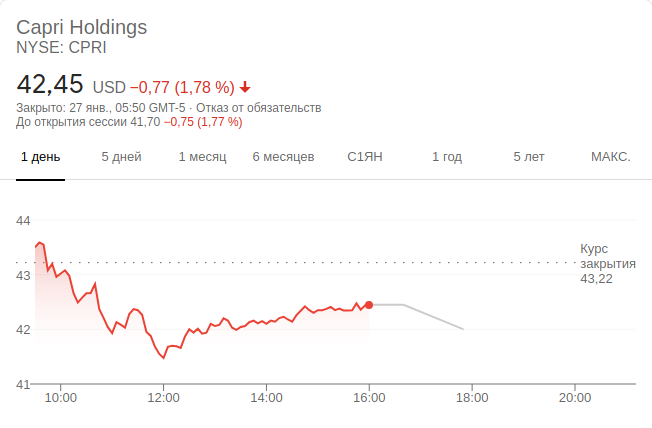 Capri Holdings
NYSE: CPRI
42,45 USD −0,77 (1,78 %)
Закрыто: 27 янв., 05:50 GMT-5 · Отказ от обязательств
До открытия сессии 41,70 −0,75 (1,77 %)
1 день 5 дней 1 месяц 6 месяцев С1ЯН 1 год 5 лет МАКС.
44
Курс
закрытия
43,22
43
42
41
10:00 12:00 14:00 16:00 18:00 20:00